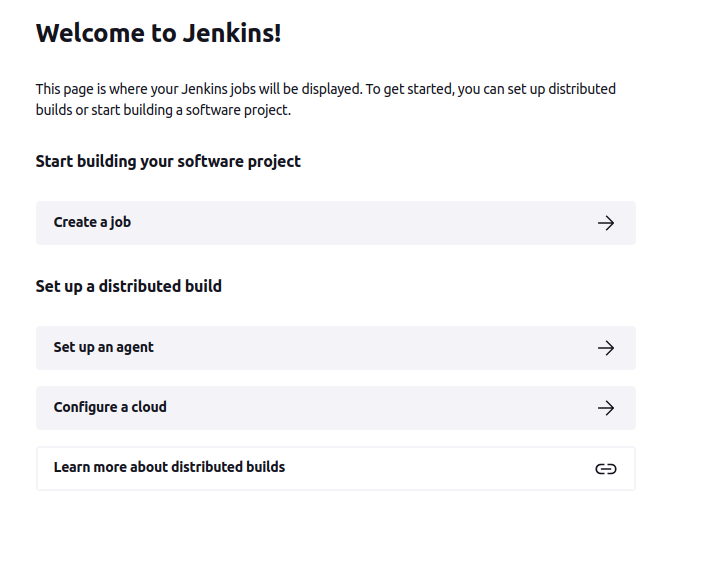 Welcome to Jenkins!
This page is where your Jenkins jobs will be displayed. To get started, you can set up distributed
builds or start building a software project.
Start building your software project
Create a job
Set up a distributed build
Set up an agent
Configure a cloud
Learn more about distributed builds